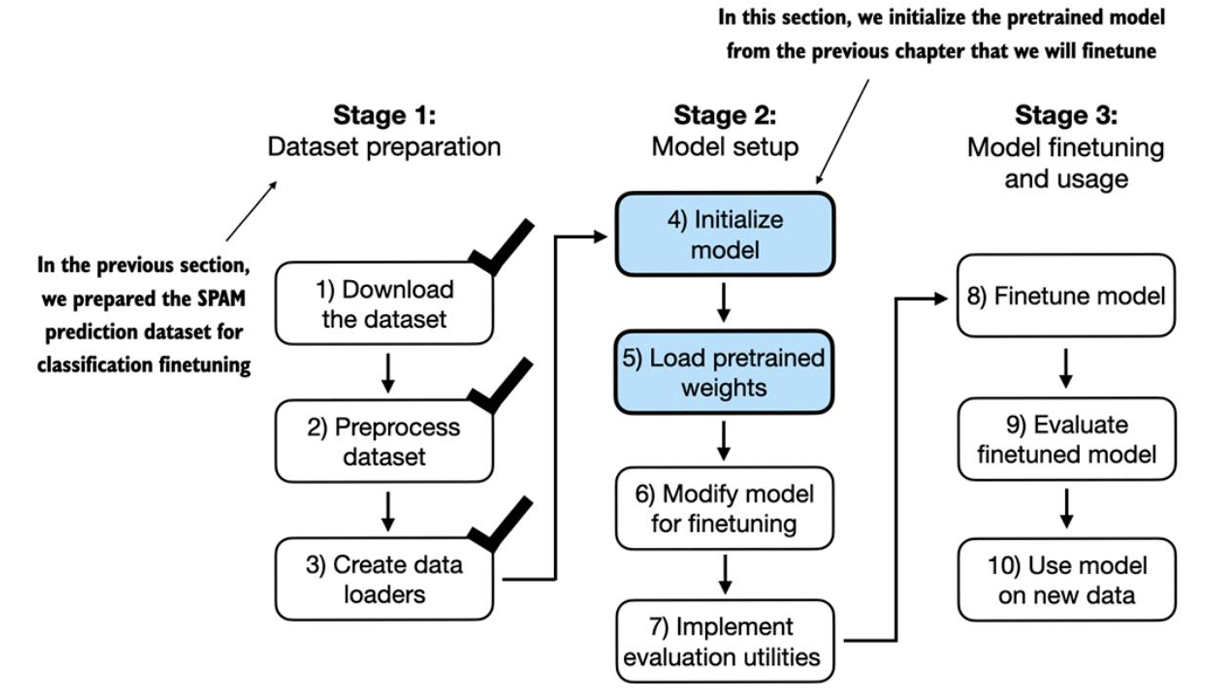 In this section, we initialize the pretrained model
from the previous chapter that we will finetune
Stage 1:
Dataset preparation
In the previous section,
we prepared the SPAM
prediction dataset for
classification finetuning
1) Download
the dataset
2) Preprocess
dataset
3) Create data
loaders
Stage 2:
Model setup
4) Initialize
model
5) Load pretrained
weights
6) Modify model
for finetuning
7) Implement
evaluation utilities
Stage 3:
Model finetuning
and usage
8) Finetune model
9) Evaluate
finetuned model
10) Use model
on new data